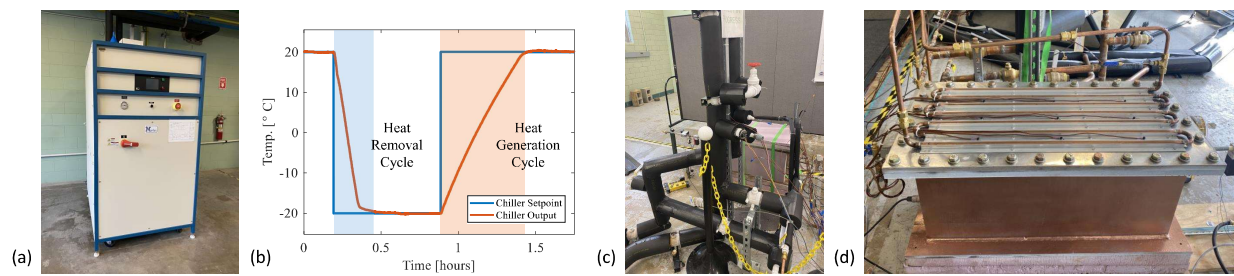 (a)
(b)
Temp. [° C]
20
10
0
-10
-20
Heat
Removal
Cycle
Heat
Generation
Cycle
Chiller Setpoint
Chiller Output
0
0.5
1
1.5
Time [hours]
(c)
(d)